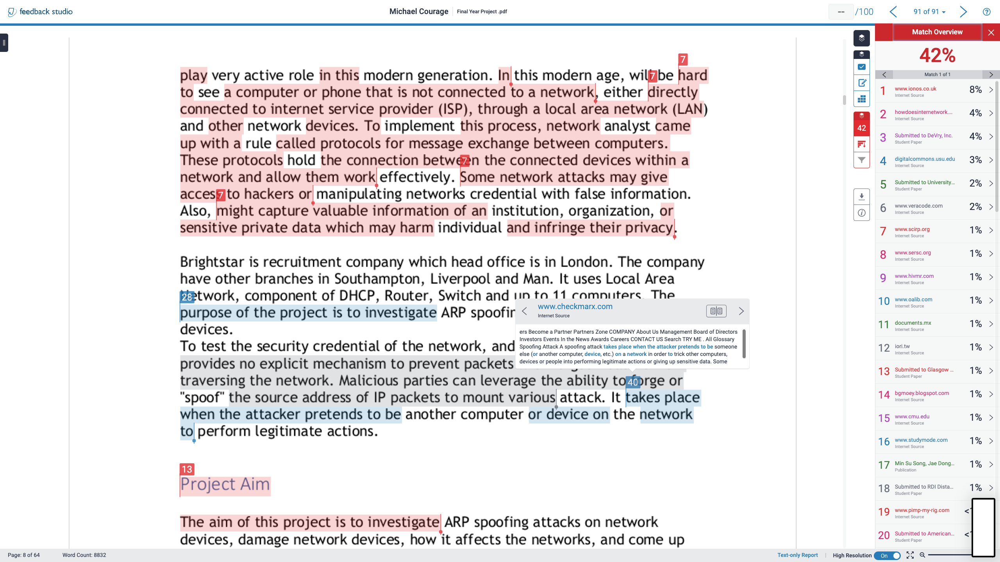 feedback studio
Michael Courage
Final Year Project .pdf
-- /100
91 of 91
7
play very active role in this modern generation. In this modern age, will be hard
7
to see a computer or phone that is not connected to a network, either directly
connected to internet service provider (ISP), through a local area network (LAN)
and other network devices. To implement this process, network analyst came
up with a rule called protocols for message exchange between computers.
These protocols hold the connection between the connected devices within a
7
network and allow them work effectively. Some network attacks may give
access to hackers or manipulating networks credential with false information.
7
Also, might capture valuable information of an institution, organization, or
sensitive private data which may harm individual and infringe their privacy.
Brightstar is recruitment company which head office is in London. The company
have other branches in Southampton, Liverpool and Man. It uses Local Area
Network, component of DHCP, Router, Switch and up to 11 computers. The
28
purpose of the project is to investigate ARP spoofin
devices.
To test the security credential of the network, and
provides no explicit mechanism to prevent packets
traversing the network. Malicious parties can leverage the ability to forge or
40
"spoof" the source address of IP packets to mount various attack. It takes place
when the attacker pretends to be another computer or device on the network
to perform legitimate actions.
www.checkmarx.com
Internet Source
ers Become a Partner Partners Zone COMPANY About Us Management Board of Directors
Investors Events In the News Awards Careers CONTACT US Search TRY ME . All Glossary
Spoofing Attack A spoofing attack takes place when the attacker pretends to be someone
else (or another computer, device, etc.) on a network in order to trick other computers,
devices or people into performing legitimate actions or giving up sensitive data. Some
13
Project Aim
The aim of this project is to investigate ARP spoofing attacks on network
devices, damage network devices, how it affects the networks, and come up
42
Match Overview
42%
Match 1 of 1
1 www.ionos.co.uk 8%
Internet Source
2 howdoesinternetwork.... 4%
Internet Source
3 Submitted to DeVry, Inc. 4%
Student Paper
4 digitalcommons.usu.edu 3%
Internet Source
5 Submitted to University... 2%
Student Paper
6 www.veracode.com 2%
Internet Source
7 www.scirp.org 1%
Internet Source
8 www.sersc.org 1%
Internet Source
9 www.hivmr.com 1%
Internet Source
10 www.oalib.com 1%
Internet Source
11 documents.mx 1%
Internet Source
12 iori.tw 1%
Internet Source
13 Submitted to Glasgow ... 1%
Student Paper
14 bgmoey.blogspot.com 1%
Internet Source
15 www.cmu.edu 1%
Internet Source
16 www.studymode.com 1%
Internet Source
17 Min Su Song, Jae Dong... 1%
Publication
18 Submitted to RDI Dista... 1%
Student Paper
19 www.pimp-my-rig.com <
Internet Source
20 Submitted to American... <
Student Paper
Page: 8 of 64
Word Count: 8832
Text-only Report
High Resolution On